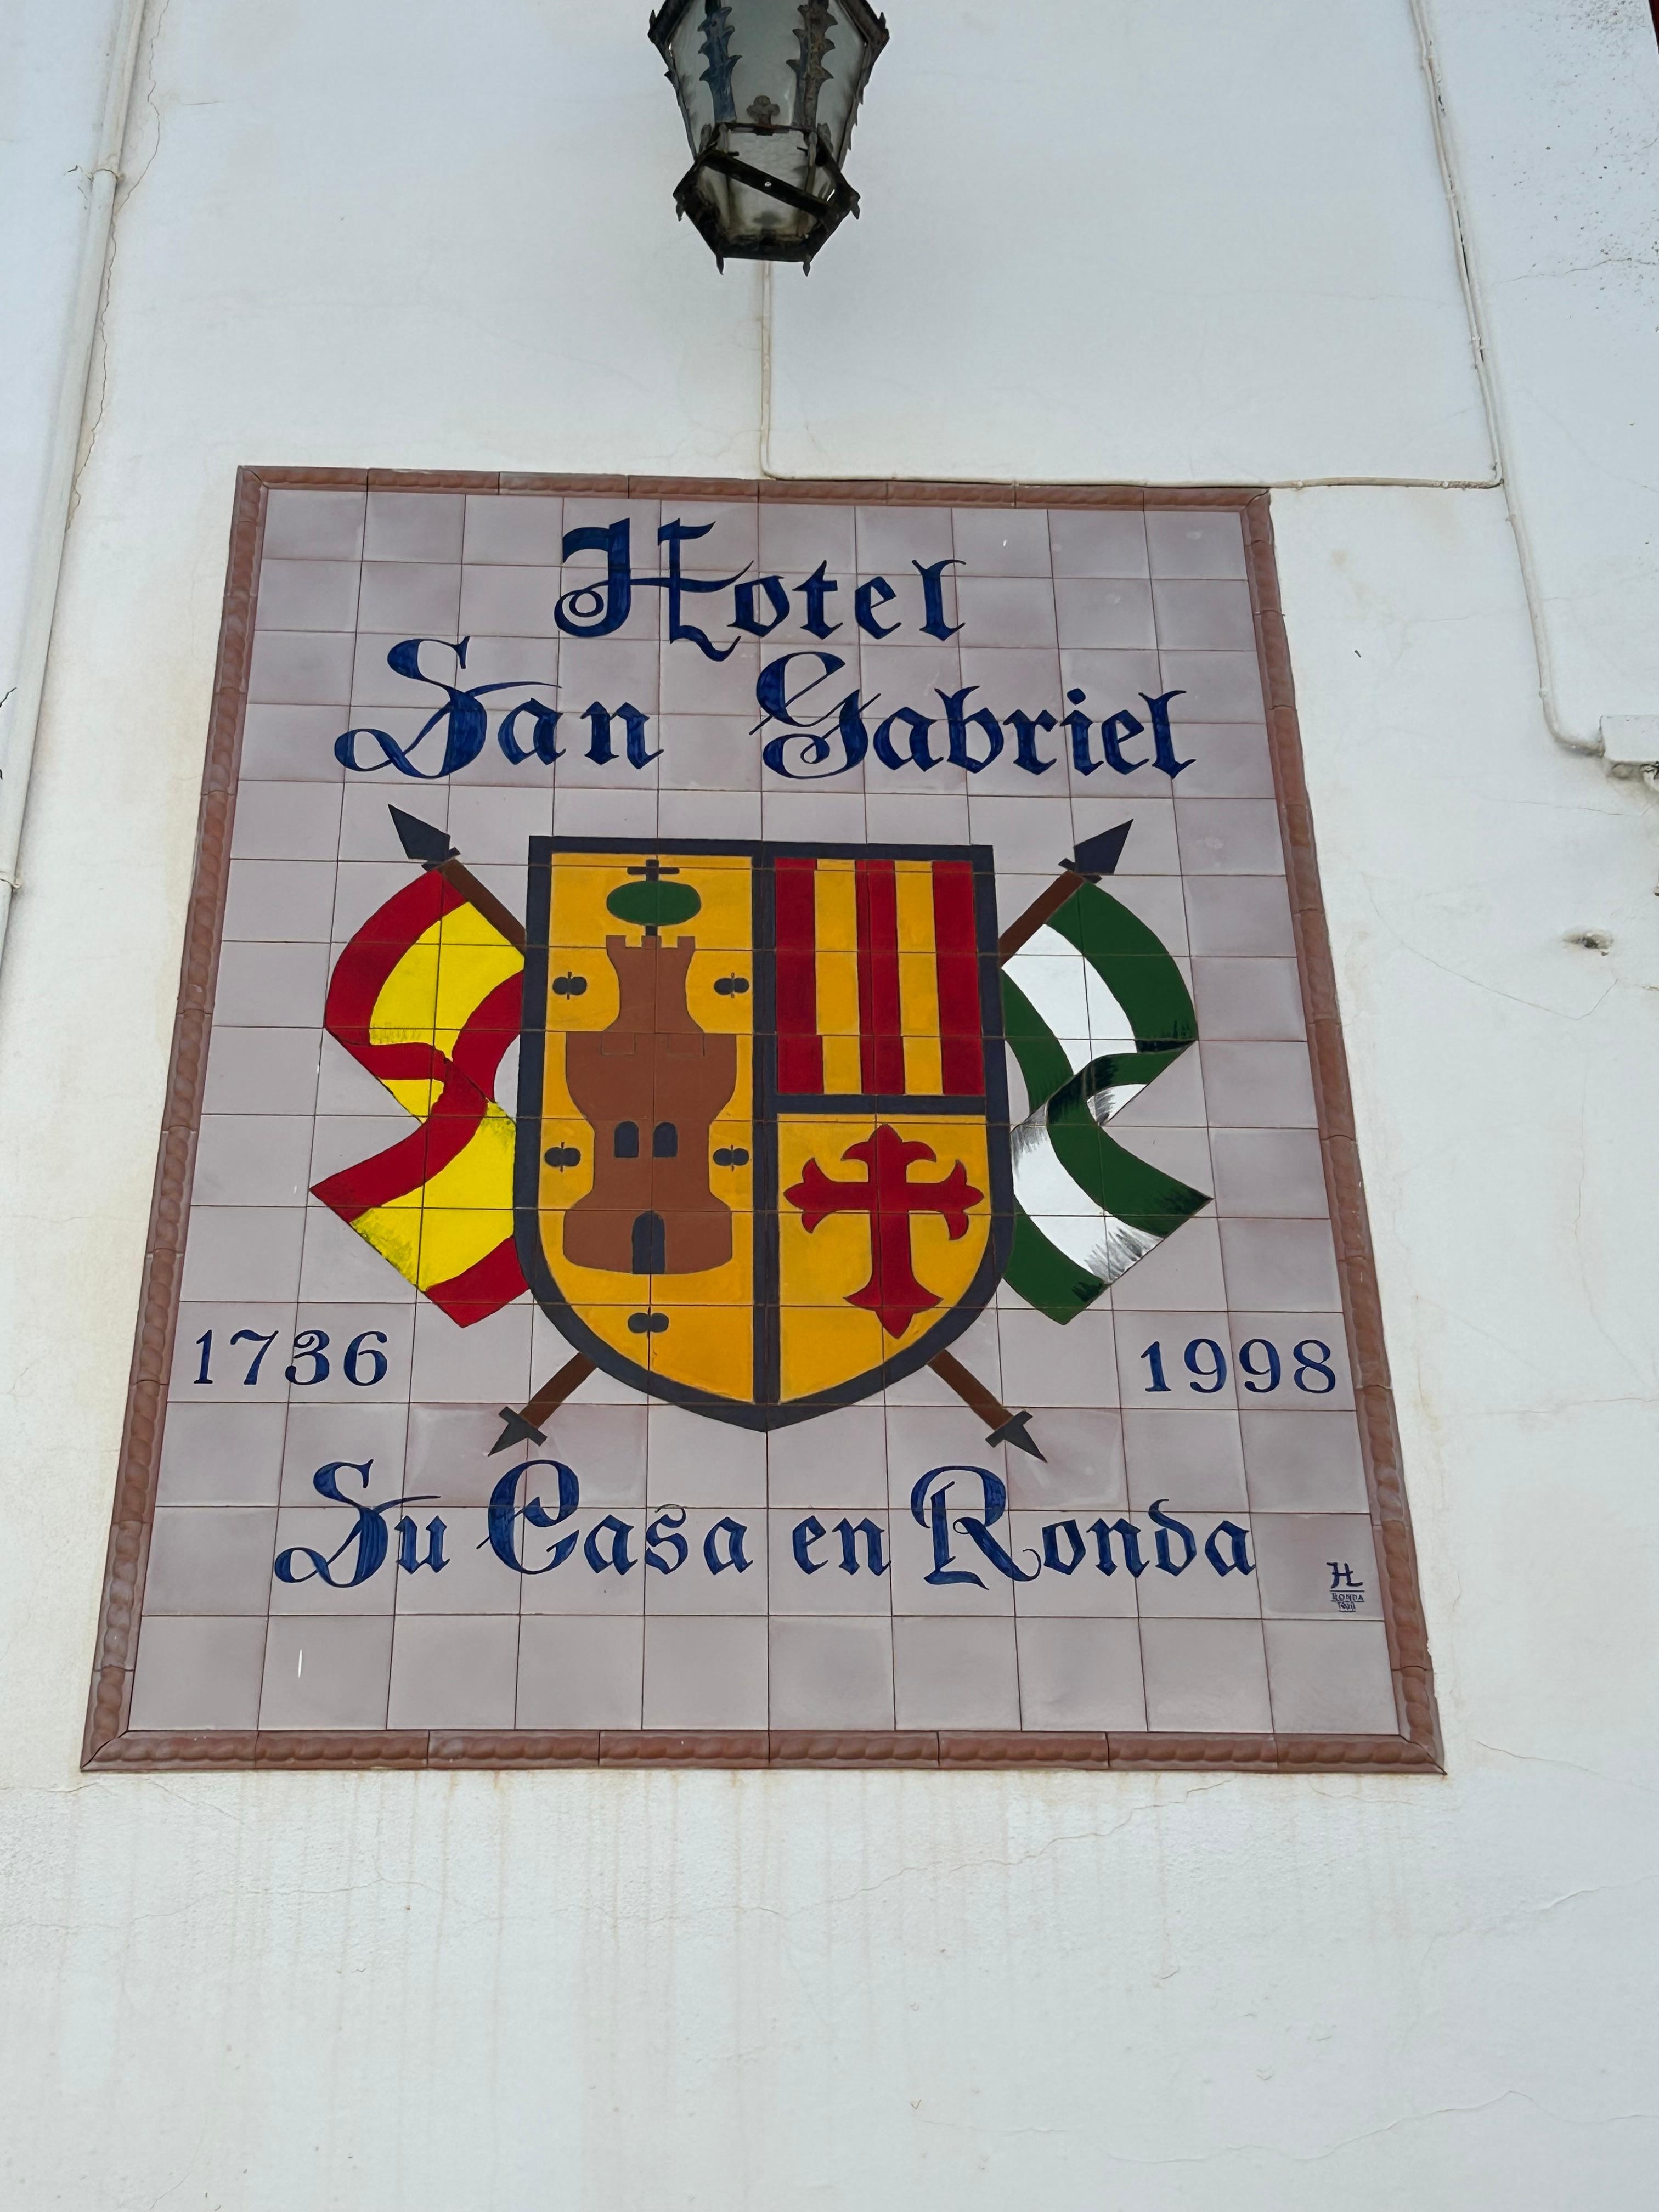 Hotel
San Gabriel
1736 1998
Su Casa en Ronda
HL
RONDA